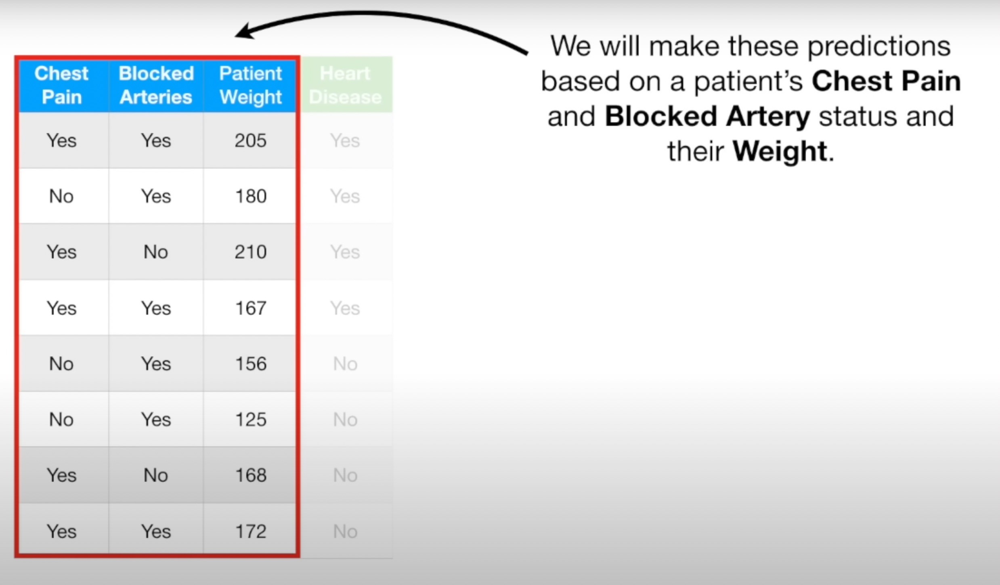 We will make these predictions
based on a patient’s Chest Pain
and Blocked Artery status and
their Weight.
Chest Pain Blocked Arteries Patient Weight Heart Disease
Yes Yes 205 Yes
No Yes 180 Yes
Yes No 210 Yes
Yes Yes 167 Yes
No Yes 156 No
No Yes 125 No
Yes No 168 No
Yes Yes 172 No